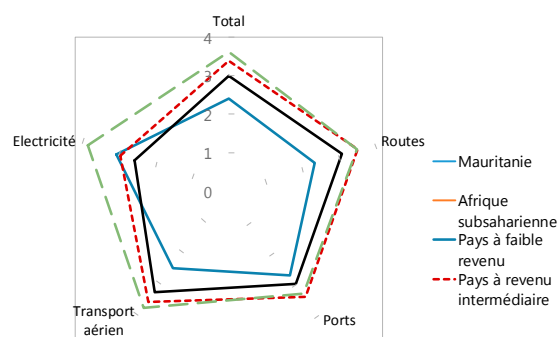 Total
4
3
2
1
0
Electricité
Routes
Transport
aérien
Ports
Mauritanie
Afrique
subsaharienne
Pays à faible
revenu
Pays à revenu
intermédiaire